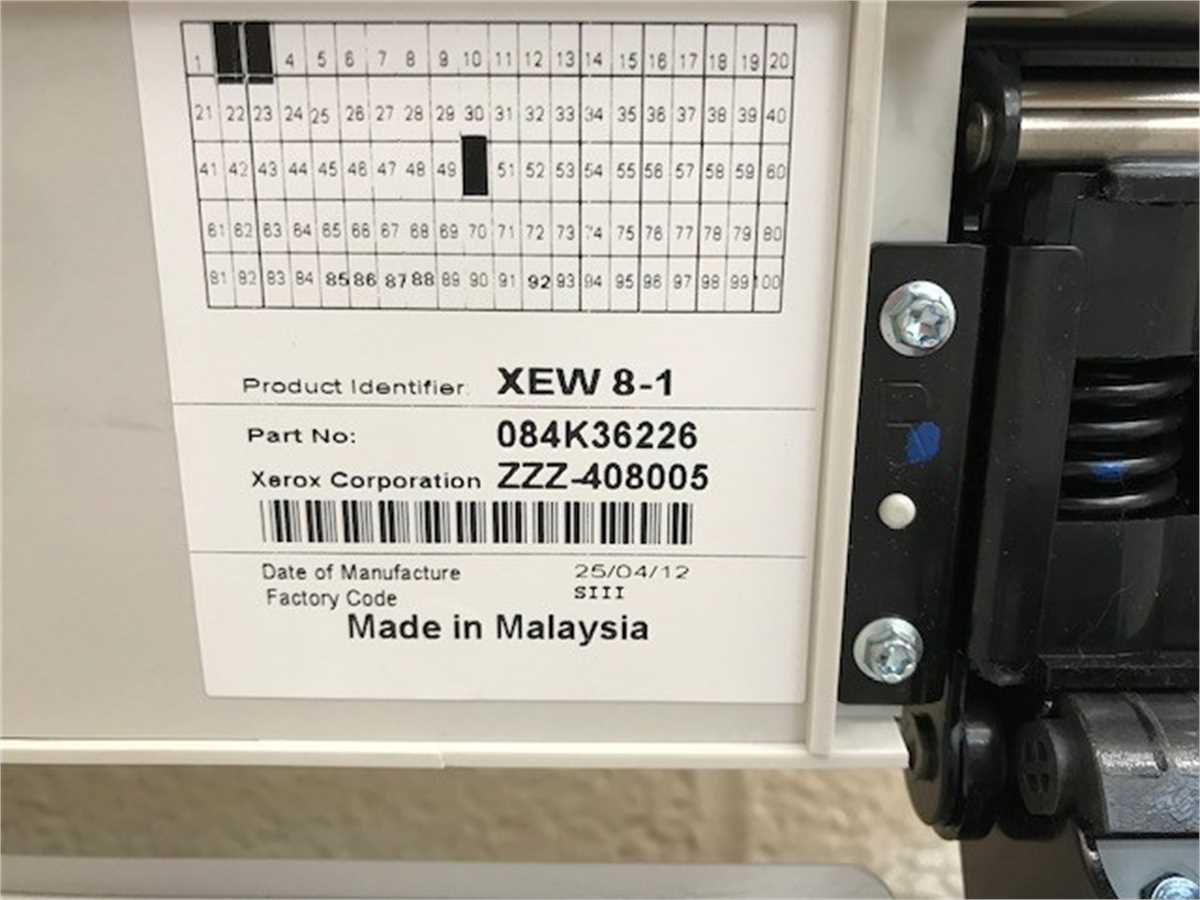 1 4 5 6 7 8 9 10 11 12 13 14 15 16 17 18 19 20
21 22 23 24 25 26 27 28 29 30 31 32 33 34 35 36 37 38 39 40
41 42 43 44 45 46 47 48 49 51 52 53 54 55 56 57 58 59 60
61 62 63 64 65 66 67 68 69 70 71 72 73 74 75 76 77 78 79 80
81 82 83 84 85 86 87 88 89 90 91 92 93 94 95 96 97 98 99 100
Product Identifier: XEW 8-1
Part No: 084K36226
Xerox Corporation ZZZ-408005
Date of Manufacture 25/04/12
Factory Code SIII
Made in Malaysia